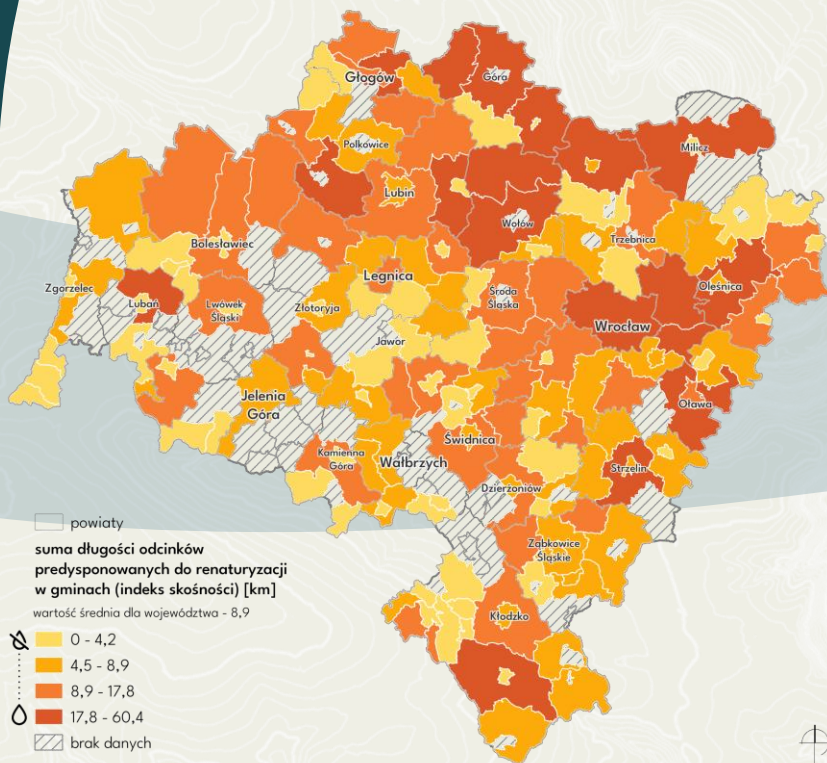 Głogów
Góra
Polkowice
Milicz
Lubin
Wołów
Bolesławiec
Trzebnica
Zgorzelec
Legnica
Oleśnica
Lubań
Lwówek
Śląski
Złotoryja
Środa
Śląska
Wrocław
Jawór
Jelenia
Góra
Oława
Świdnica
Kamienna
Góra
Wałbrzych
Strzelin
Dzierżoniów
Ząbkowice
Śląskie
Kłodzko
powiaty
suma długości odcinków
predysponowanych do renaturyzacji
w gminach (indeks skośności) [km]
wartość średnia dla województwa - 8,9
0 - 4,2
4,5 - 8,9
8,9 - 17,8
17,8 - 60,4
brak danych